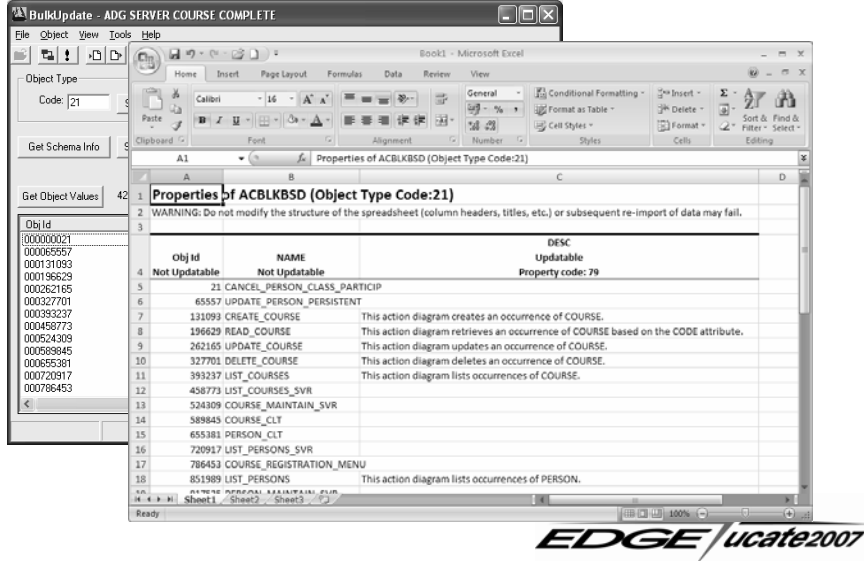 BulkUpdate - ADG SERVER COURSE COMPLETE
File Object View Tools Help
Object Type
Code: 21
Get Schema Info
Get Object Values 42
Obj Id
000000021
000065557
000131093
000196629
000262165
000327701
000393237
000458773
000524309
000589845
000655381
000720917
000786453
Book1 - Microsoft Excel
Home Insert Page Layout Formulas Data Review View
Paste
Clipboard
Calibri 16
B I U
Font
Alignment
General
Number
Conditional Formatting
Format as Table
Cell Styles
Styles
Insert
Delete
Format
Cells
Sort & Filter
Find & Select
Editing
A1 fx Properties of ACBLKBSD (Object Type Code:21)
A B C D
1 Properties of ACBLKBSD (Object Type Code:21)
2 WARNING: Do not modify the structure of the spreadsheet (column headers, titles, etc.) or subsequent re-import of data may fail.
3
DESC
Obj Id NAME Updatable
4 Not Updatable Not Updatable Property code: 79
5 21 CANCEL_PERSON_CLASS_PARTICIP
6 65557 UPDATE_PERSON_PERSISTENT
7 131093 CREATE_COURSE This action diagram creates an occurrence of COURSE.
8 196629 READ_COURSE This action diagram retrieves an occurrence of COURSE based on the CODE attribute.
9 262165 UPDATE_COURSE This action diagram updates an occurrence of COURSE.
10 327701 DELETE_COURSE This action diagram deletes an occurrence of COURSE.
11 393237 LIST_COURSES This action diagram lists occurrences of COURSE.
12 458773 LIST_COURSES_SVR
13 524309 COURSE_MAINTAIN_SVR
14 589845 COURSE_CLT
15 655381 PERSON_CLT
16 720917 LIST_PERSONS_SVR
17 786453 COURSE_REGISTRATION_MENU
18 851989 LIST_PERSONS This action diagram lists occurrences of PERSON.
Sheet1 Sheet2 Sheet3
Ready 100%
EDGE/ucate2007